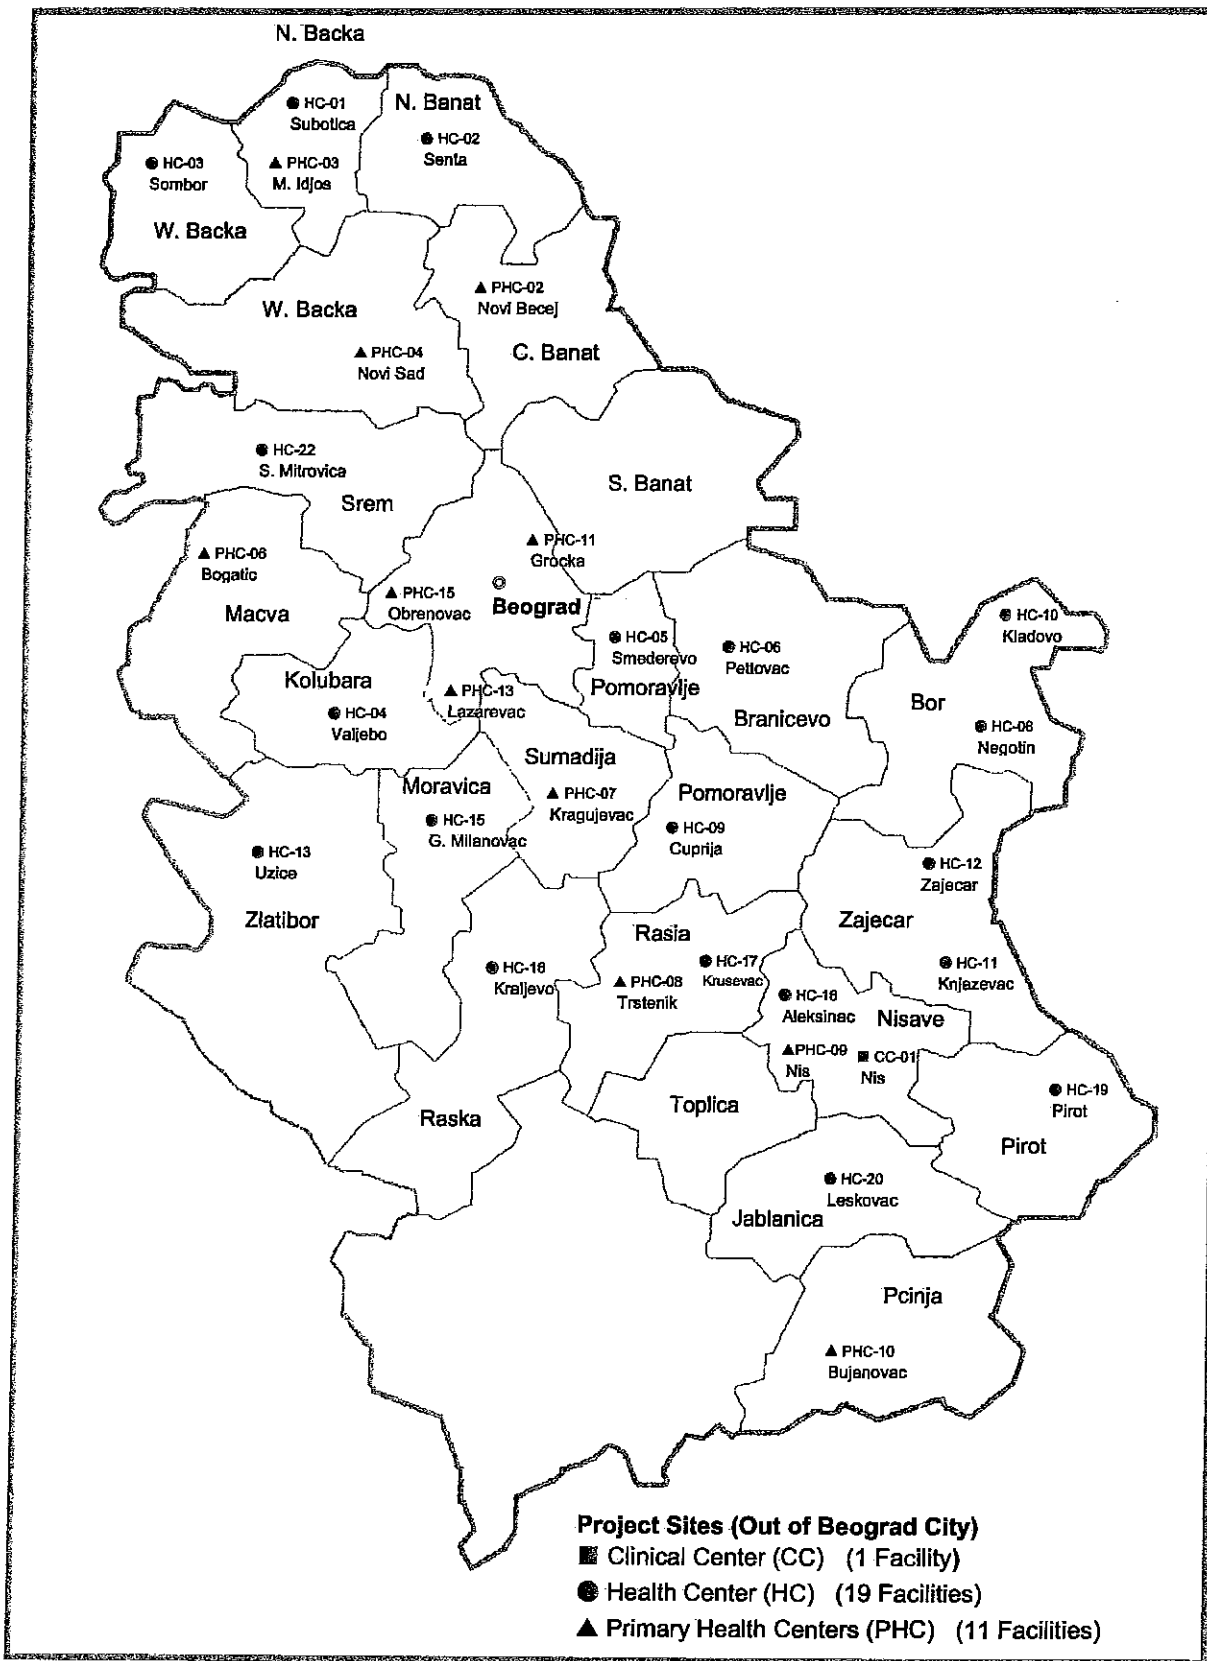 N. Backa
HC-01
Subotica
N. Banat
HC-02
Senta
HC-03
Sombor
PHC-03
M. Idjos
W. Backa
PHC-02
Novi Becej
W. Backa
PHC-04
Novi Sad
C. Banat
HC-22
S. Mitrovica
Srem
S. Banat
PHC-11
Grocka
PHC-06
Bogatic
Macva
PHC-15
Obrenovac
Beograd
HC-05
Smederevo
Pomoravlje
HC-06
Petlovac
Branicevo
HC-10
Kladovo
Bor
HC-08
Negotin
Kolubara
HC-04
Valjebo
PHC-13
Lazarevac
Sumadija
Moravica
PHC-07
Kragujevac
HC-15
G. Milanovac
Pomoravlje
HC-09
Cuprija
HC-13
Uzice
Zlatibor
HC-12
Zajecar
Zajecar
HC-11
Knjazevac
Rasia
HC-17
Krusevac
PHC-08
Trstenik
HC-16
Kraljevo
HC-18
Aleksinac
Nisave
PHC-09
Nis
CC-01
Nis
HC-19
Pirot
Pirot
Toplica
Raska
HC-20
Leskovac
Jablanica
Pcinja
PHC-10
Bujanovac
Project Sites (Out of Beograd City)
Clinical Center (CC) (1 Facility)
Health Center (HC) (19 Facilities)
Primary Health Centers (PHC) (11 Facilities)